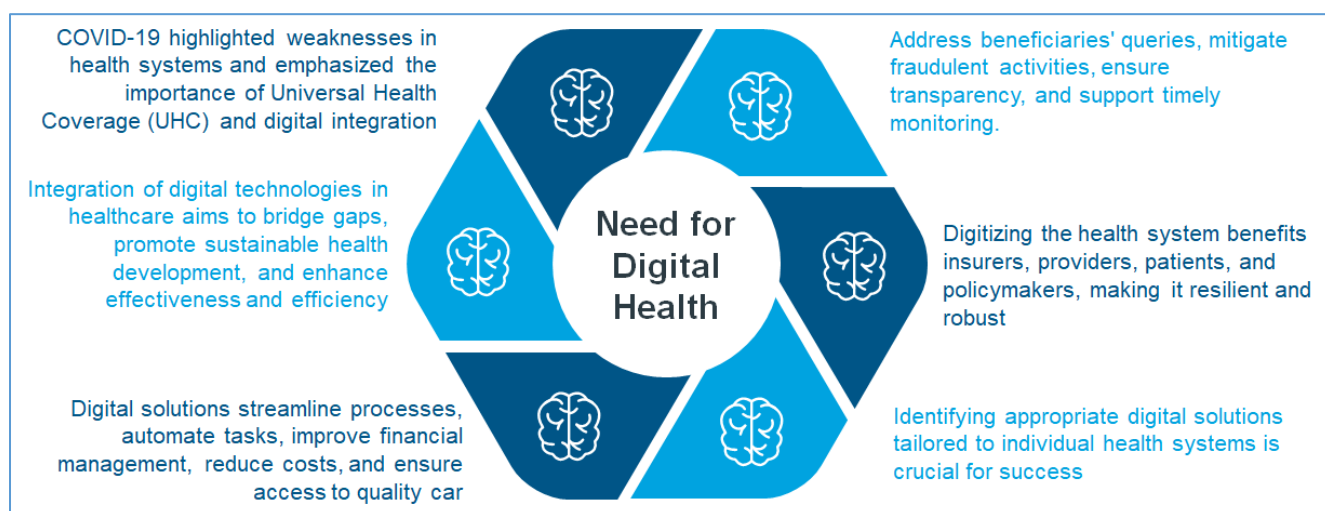 COVID-19 highlighted weaknesses in
health systems and emphasized the
importance of Universal Health
Coverage (UHC) and digital integration
Integration of digital technologies in
healthcare aims to bridge gaps,
promote sustainable health
development, and enhance
effectiveness and efficiency
Digital solutions streamline processes,
automate tasks, improve financial
management, reduce costs, and ensure
access to quality car
Need for
Digital
Health
Address beneficiaries' queries, mitigate
fraudulent activities, ensure
transparency, and support timely
monitoring.
Digitizing the health system benefits
insurers, providers, patients, and
policymakers, making it resilient and
robust
Identifying appropriate digital solutions
tailored to individual health systems is
crucial for success